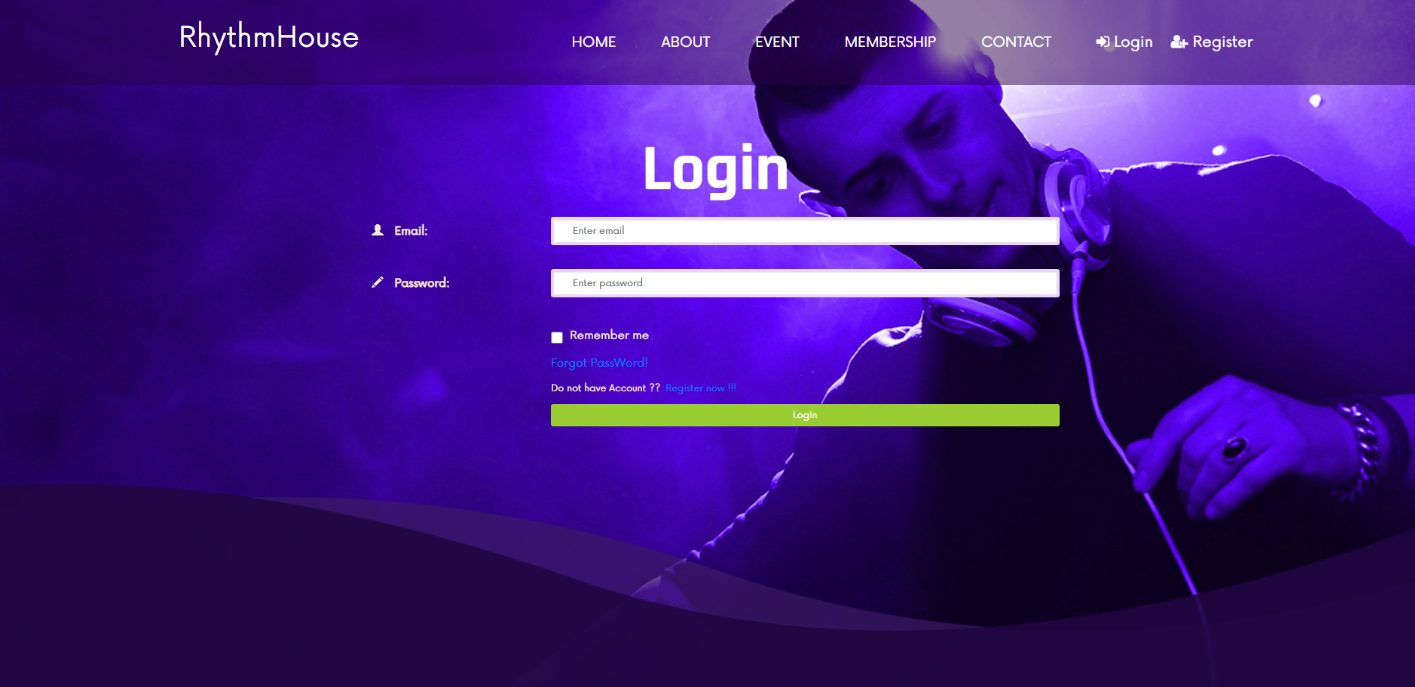 RhythmHouse HOME ABOUT EVENT MEMBERSHIP CONTACT Login Register
Login
Email: Enter email
Password: Enter password
Remember me
Forgot PassWord!
Do not have Account ?? Register now !!!
Login